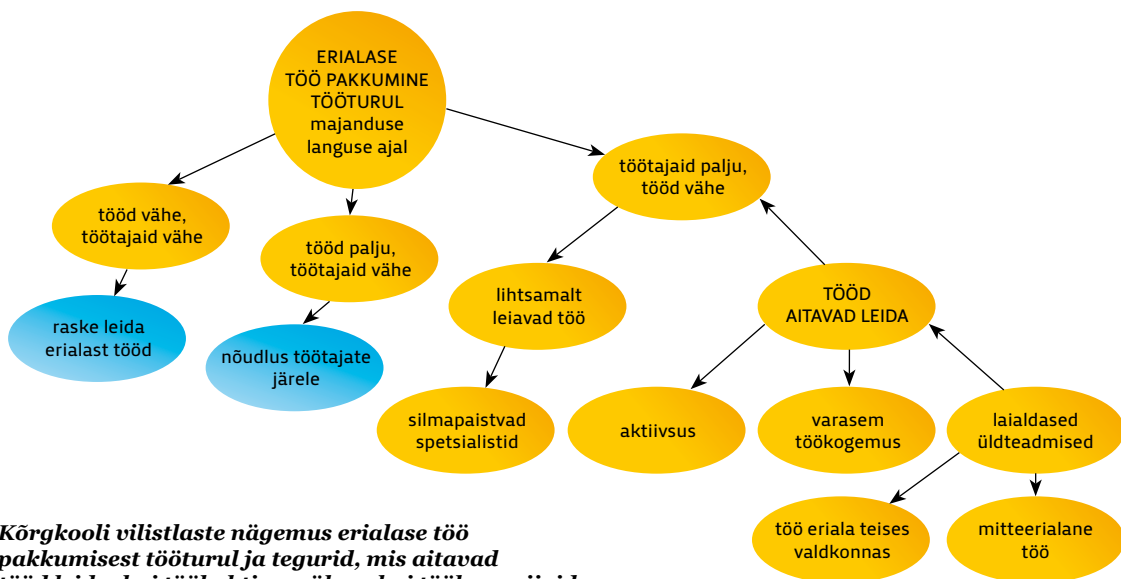 ERIALASE
TÖÖ PAKKUMINE
TÖÖTURUL
majanduse
languse ajal
töötajaid palju,
tööd vähe
tööd vähe,
töötajaid vähe
tööd palju,
töötajaid vähe
lihtsamalt
leiavad töö
TÖÖD
AITAVAD LEIDA
raske leida
erialast tööd
nõudlus töötajate
järele
silmapaistvad
spetsialistid
aktiivsus
varasem
töökogemus
laialdased
üldteadmised
töö eriala teises
valdkonnas
mitteerialane
töö
Kõrgkooli vilistlaste nägemus erialase töö
pakkumisest tööturul ja tegurid, mis aitavad